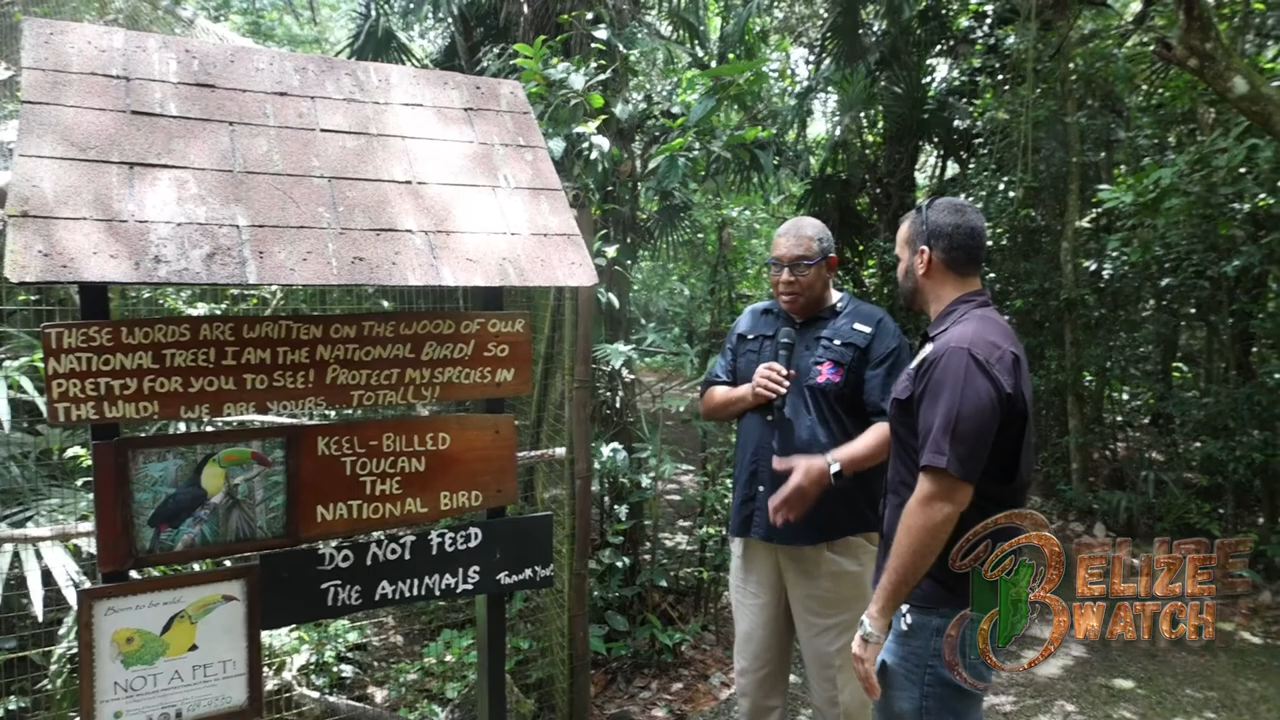 THESE WORDS ARE WRITTEN ON THE WOOD OF OUR
NATIONAL TREE! I AM THE NATIONAL BIRD! SO
PRETTY FOR YOU TO SEE! PROTECT MY SPECIES IN
THE WILD! WE ARE YOURS...TOTALLY!
KEEL-BILLED
TOUCAN
THE
NATIONAL BIRD
DO NOT FEED
THE ANIMALS THANK YOU!
Born to be wild...
NOT A PET!
BELIZE
WATCH